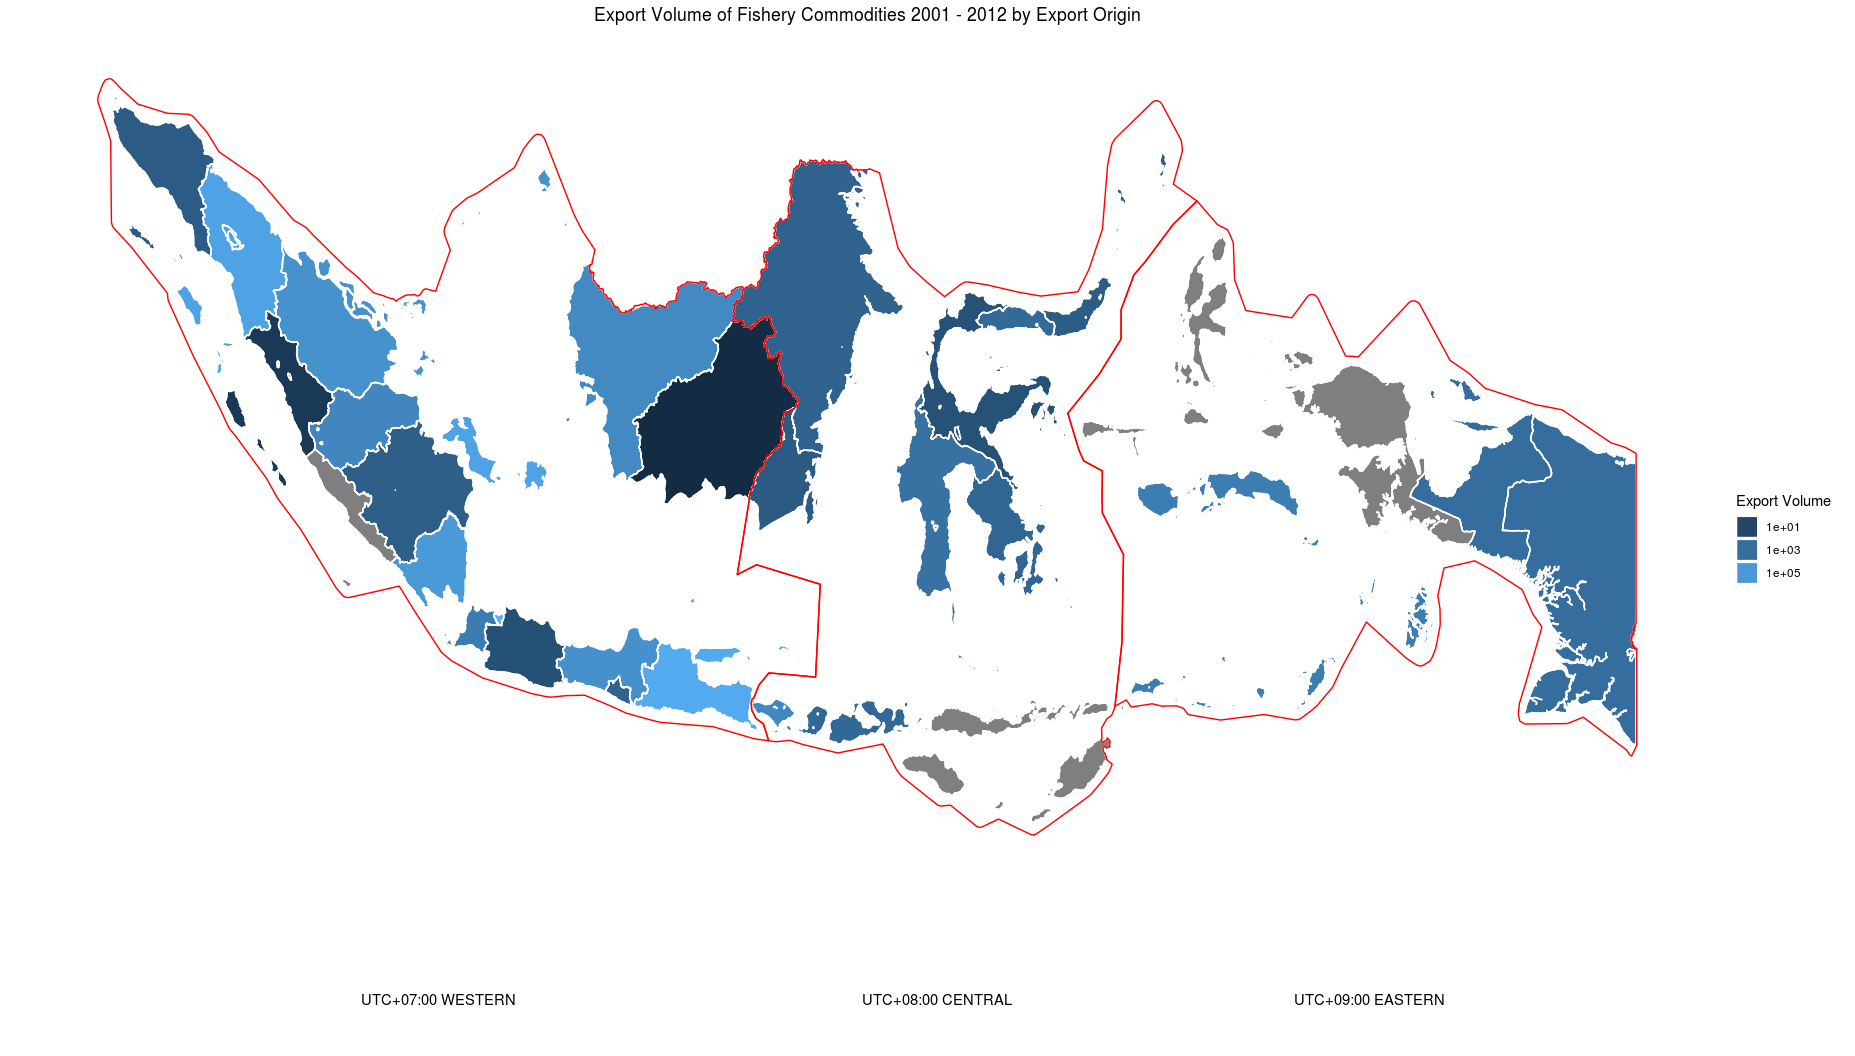 Export Volume of Fishery Commodities 2001 - 2012 by Export Origin
Export Volume
1e+01
1e+03
1e+05
UTC+07:00 WESTERN
UTC+08:00 CENTRAL
UTC+09:00 EASTERN